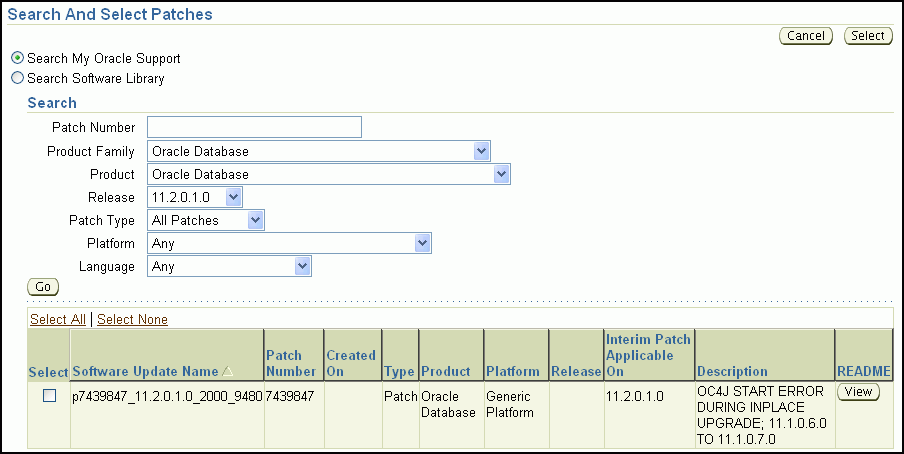 Search And Select Patches
Cancel Select
Search My Oracle Support
Search Software Library
Search
Patch Number
Product Family Oracle Database
Product Oracle Database
Release 11.2.0.1.0
Patch Type All Patches
Platform Any
Language Any
Go
Select All | Select None
Select Software Update Name Patch Number Created On Type Product Platform Release Interim Patch Applicable On Description README
p7439847_11.2.0.1.0_2000_9480 7439847 Patch Oracle Database Generic Platform 11.2.0.1.0 OC4J START ERROR DURING INPLACE UPGRADE; 11.1.0.6.0 TO 11.1.0.7.0 View